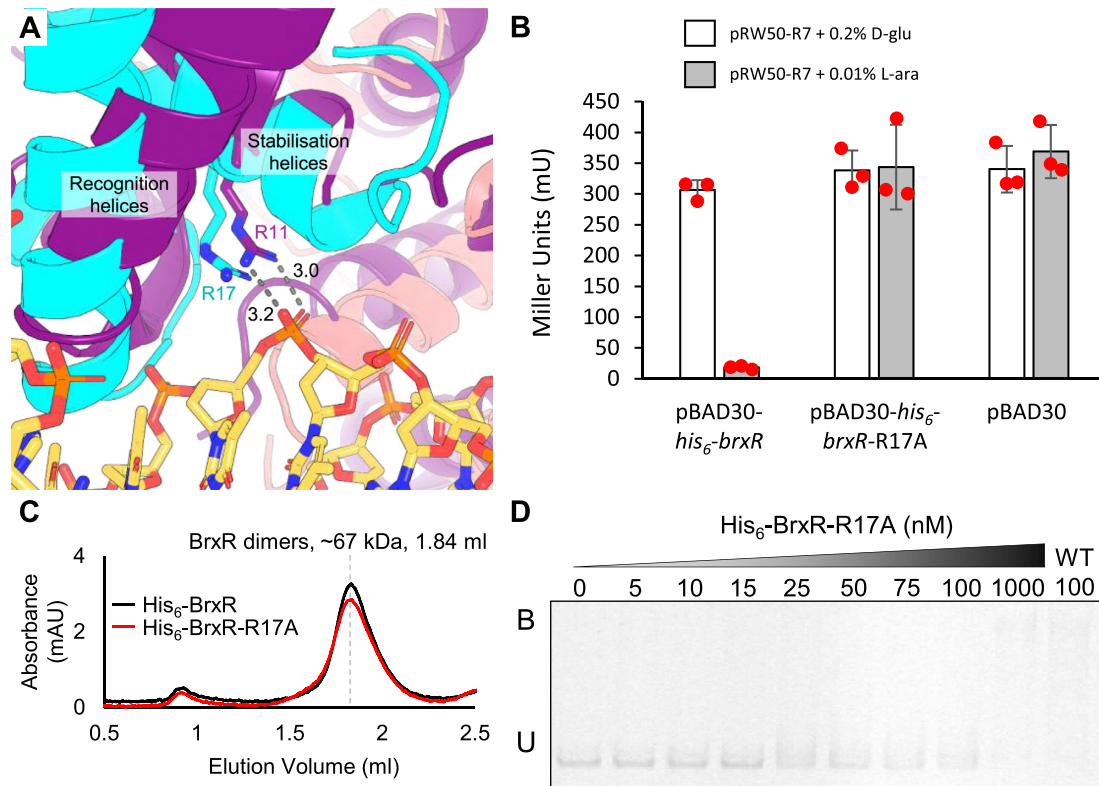 A
Stabilisation
helices
Recognition
helices
R11
R17
3.0
3.2
B
pRW50-R7 + 0.2% D-glu
pRW50-R7 + 0.01% L-ara
Miller Units (mU)
450
400
350
300
250
200
150
100
50
0
pBAD30-
his₆-brxR
pBAD30-his₆-
brxR-R17A
pBAD30
C
BrxR dimers, ~67 kDa, 1.84 ml
Absorbance
(mAU)
4
2
0
His₆-BrxR
His₆-BrxR-R17A
0.5 1 1.5 2 2.5
Elution Volume (ml)
D
His₆-BrxR-R17A (nM)
WT
0 5 10 15 25 50 75 100 1000 100
B
U